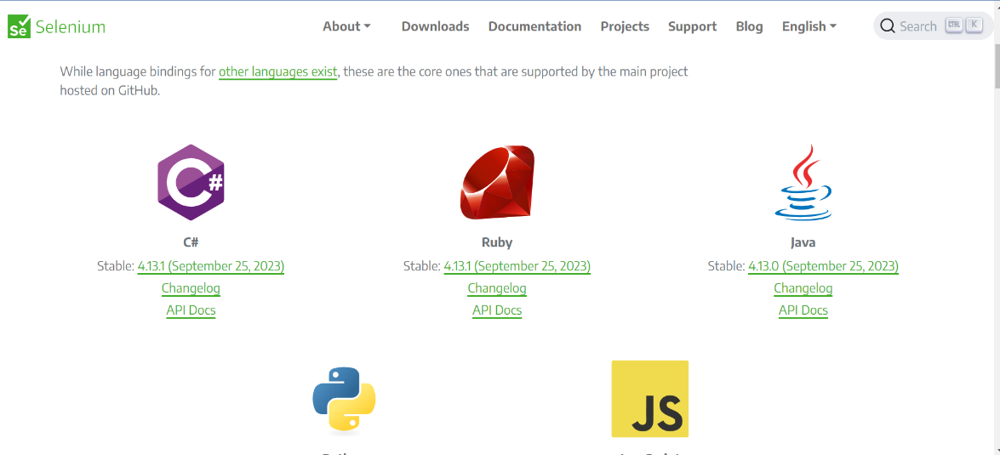 Se Selenium About Downloads Documentation Projects Support Blog English Search CTRL K
While language bindings for other languages exist, these are the core ones that are supported by the main project
hosted on GitHub.
C#
C# Ruby Java
Stable: 4.13.1 (September 25, 2023) Stable: 4.13.1 (September 25, 2023) Stable: 4.13.0 (September 25, 2023)
Changelog Changelog Changelog
API Docs API Docs API Docs
JS